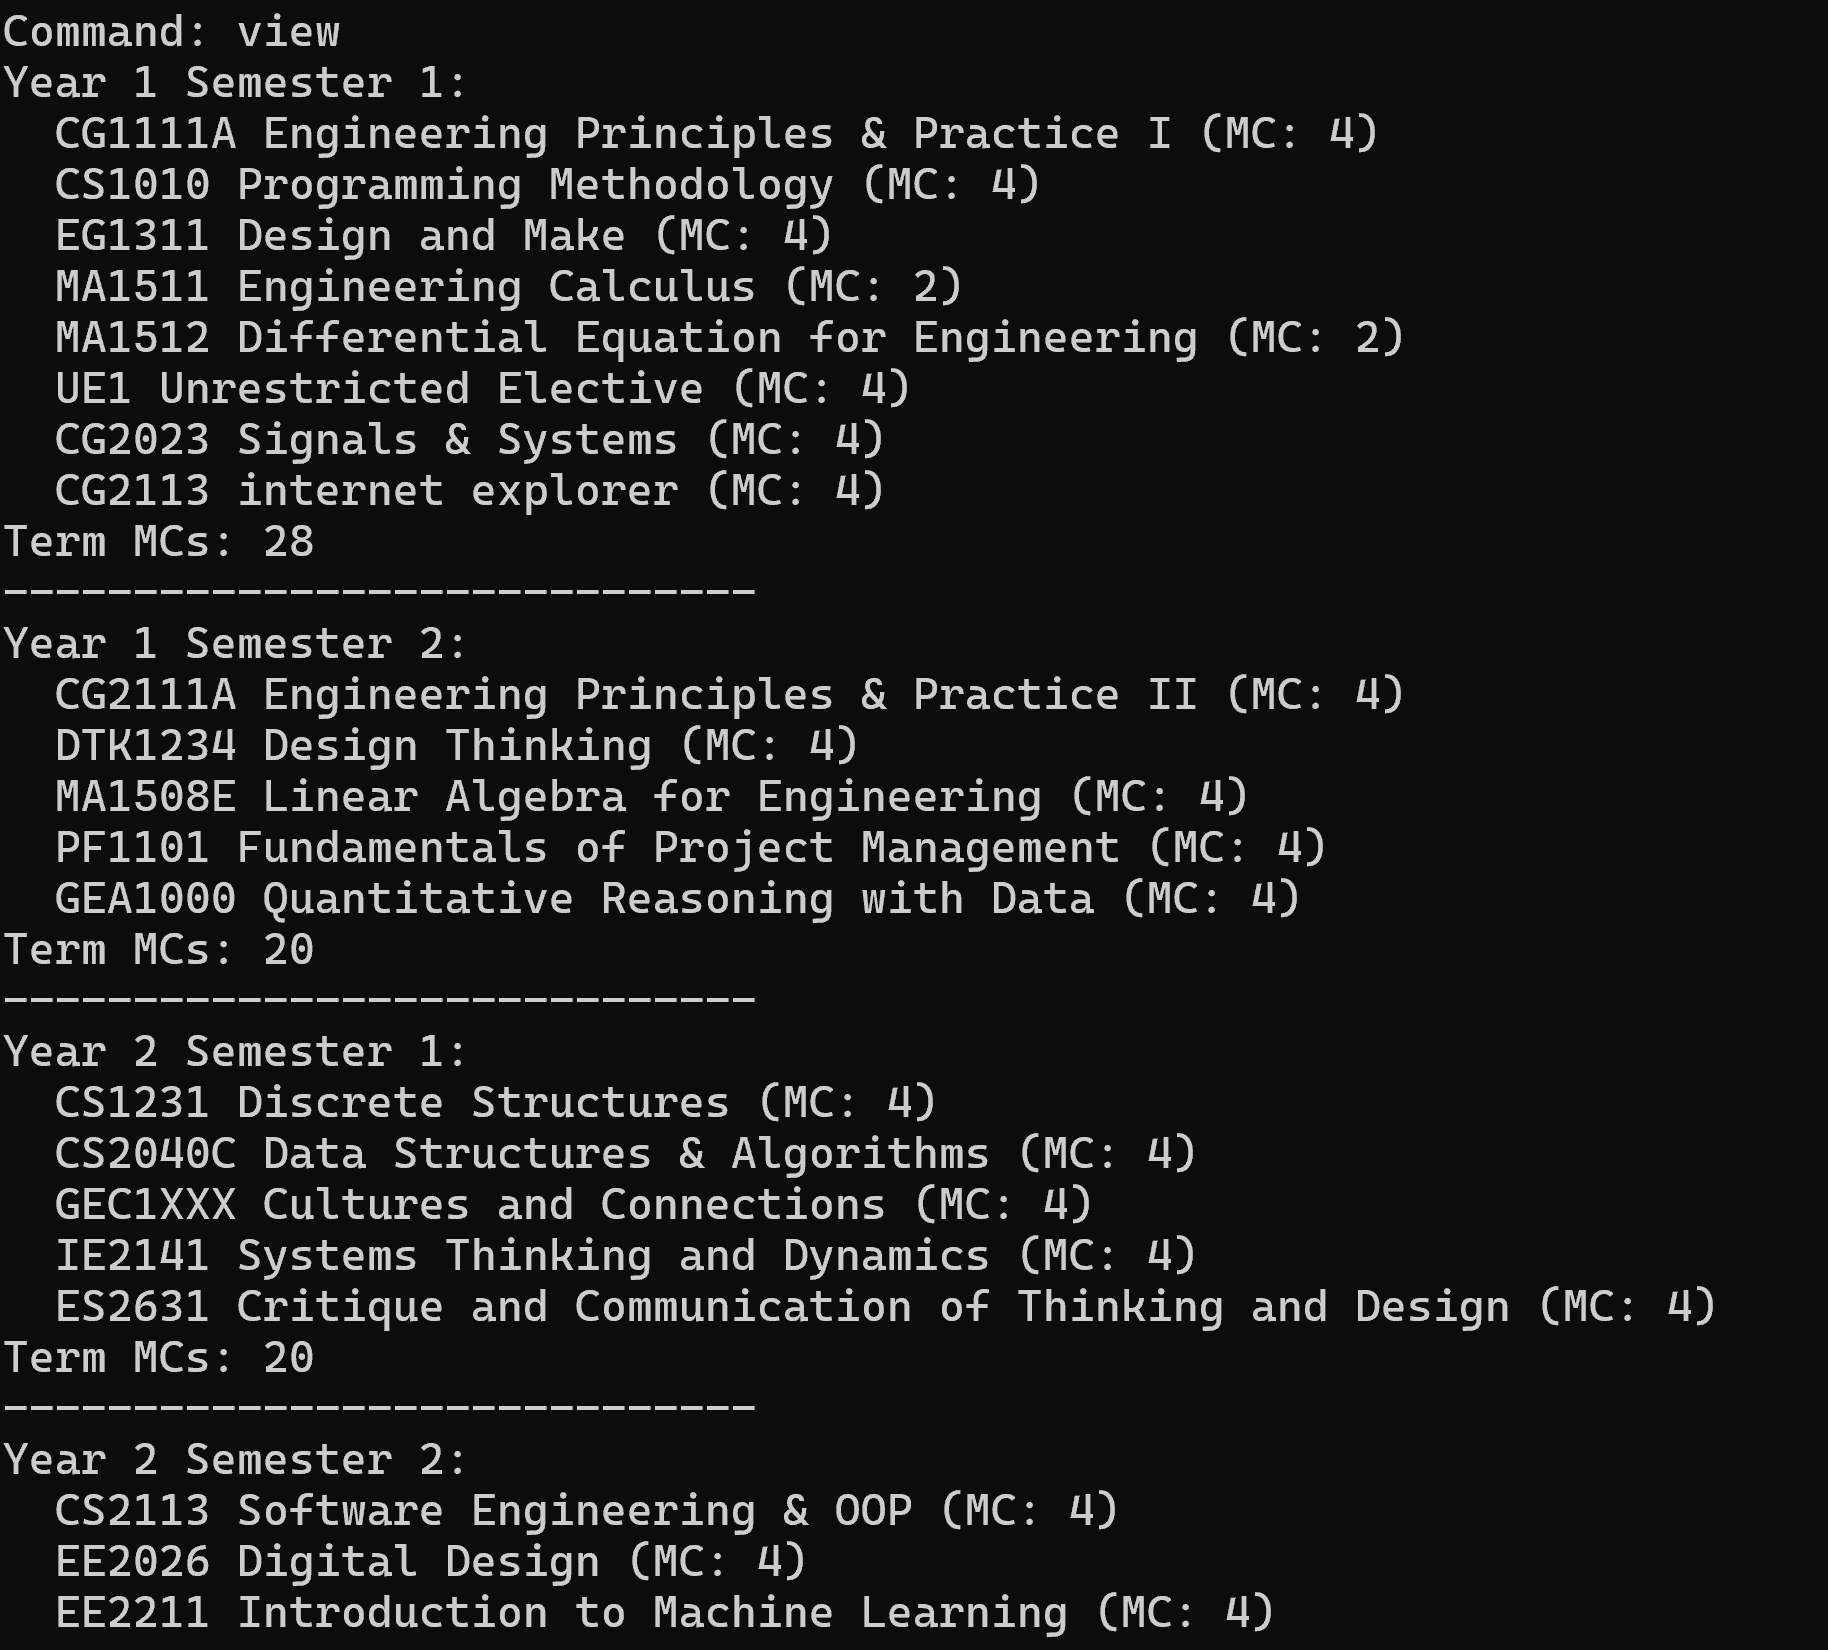 Command: view
Year 1 Semester 1:
  CG1111A Engineering Principles & Practice I (MC: 4)
  CS1010 Programming Methodology (MC: 4)
  EG1311 Design and Make (MC: 4)
  MA1511 Engineering Calculus (MC: 2)
  MA1512 Differential Equation for Engineering (MC: 2)
  UE1 Unrestricted Elective (MC: 4)
  CG2023 Signals & Systems (MC: 4)
  CG2113 internet explorer (MC: 4)
Term MCs: 28
-----------------------------
Year 1 Semester 2:
  CG2111A Engineering Principles & Practice II (MC: 4)
  DTK1234 Design Thinking (MC: 4)
  MA1508E Linear Algebra for Engineering (MC: 4)
  PF1101 Fundamentals of Project Management (MC: 4)
  GEA1000 Quantitative Reasoning with Data (MC: 4)
Term MCs: 20
-----------------------------
Year 2 Semester 1:
  CS1231 Discrete Structures (MC: 4)
  CS2040C Data Structures & Algorithms (MC: 4)
  GEC1XXX Cultures and Connections (MC: 4)
  IE2141 Systems Thinking and Dynamics (MC: 4)
  ES2631 Critique and Communication of Thinking and Design (MC: 4)
Term MCs: 20
-----------------------------
Year 2 Semester 2:
  CS2113 Software Engineering & OOP (MC: 4)
  EE2026 Digital Design (MC: 4)
  EE2211 Introduction to Machine Learning (MC: 4)